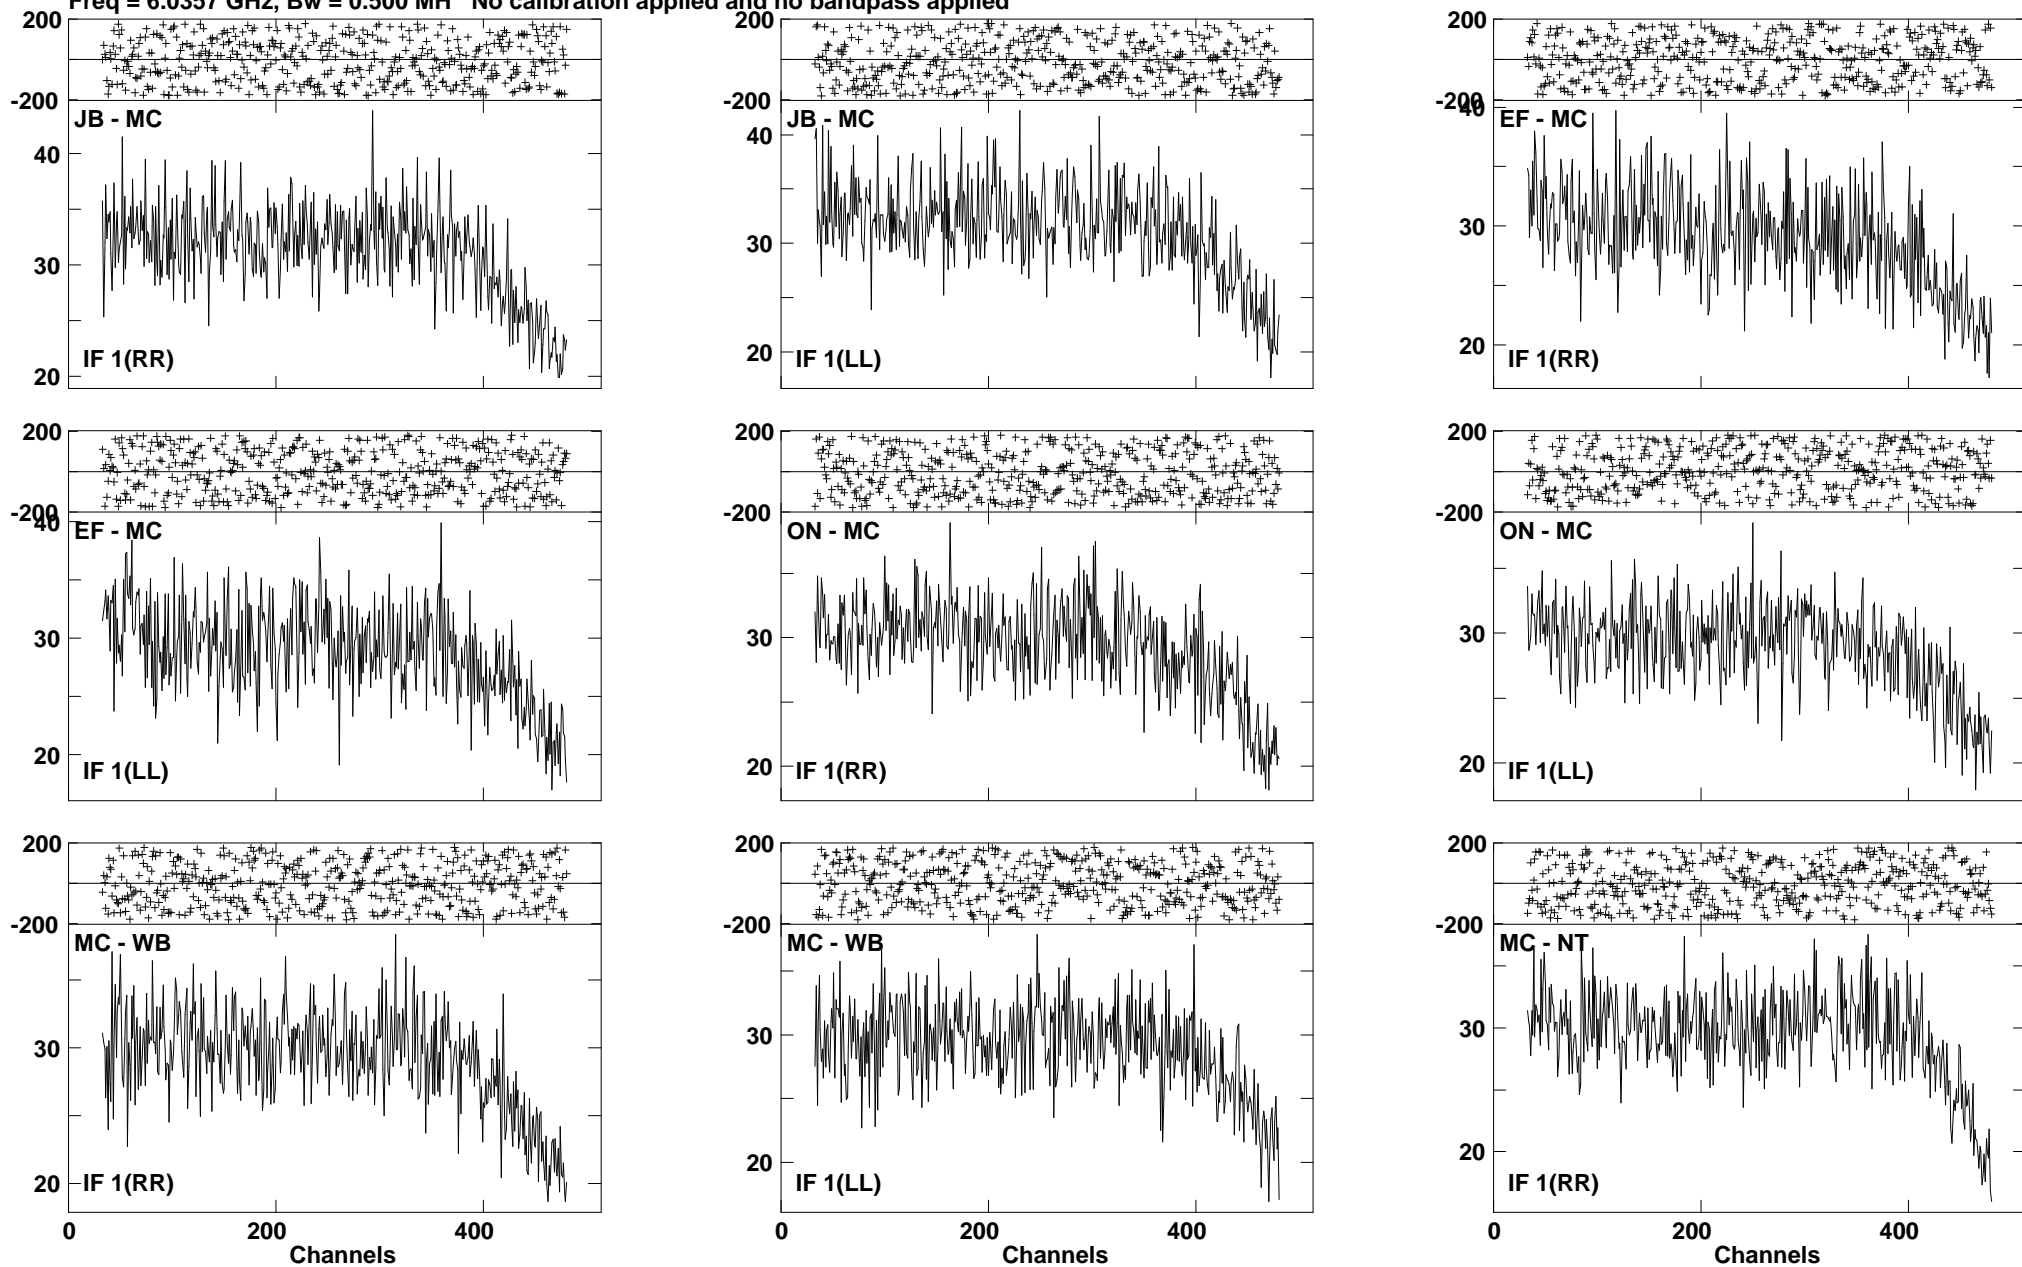 Freq = 6.0357 GHz, Bw = 0.500 MH No calibration applied and no bandpass applied
200 200 200
-200 -200 -200
JB - MC JB - MC EF - MC
40 40 40
30 30 30
20 20 20
IF 1(RR) IF 1(LL) IF 1(RR)
200 200 200
-200 -200 -200
EF - MC ON - MC ON - MC
40
30 30 30
20 20 20
IF 1(LL) IF 1(RR) IF 1(LL)
200 200 200
-200 -200 -200
MC - WB MC - WB MC - NT
30 30 30
20 20 20
IF 1(RR) IF 1(LL) IF 1(RR)
0 200 400 0 200 400 0 200 400
Channels Channels Channels